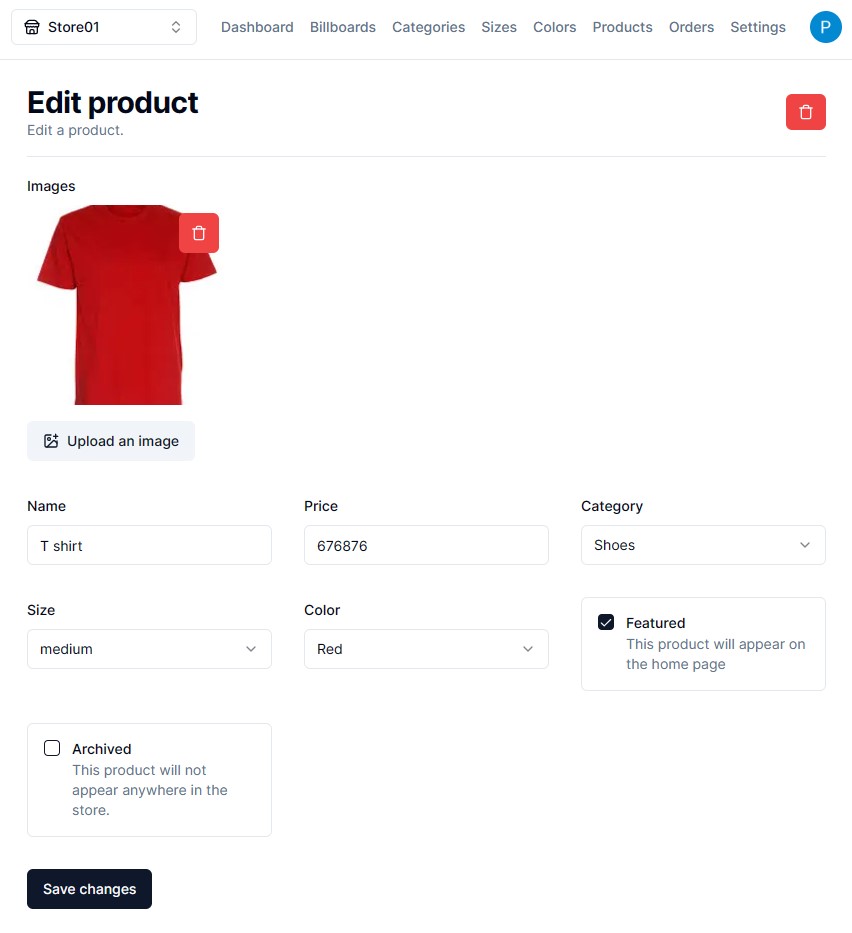 Store01
Dashboard Billboards Categories Sizes Colors Products Orders Settings
P
Edit product
Edit a product.
Images
Upload an image
Name Price Category
T shirt 676876 Shoes
Size Color
medium Red
Featured
This product will appear on
the home page
Archived
This product will not
appear anywhere in the
store.
Save changes